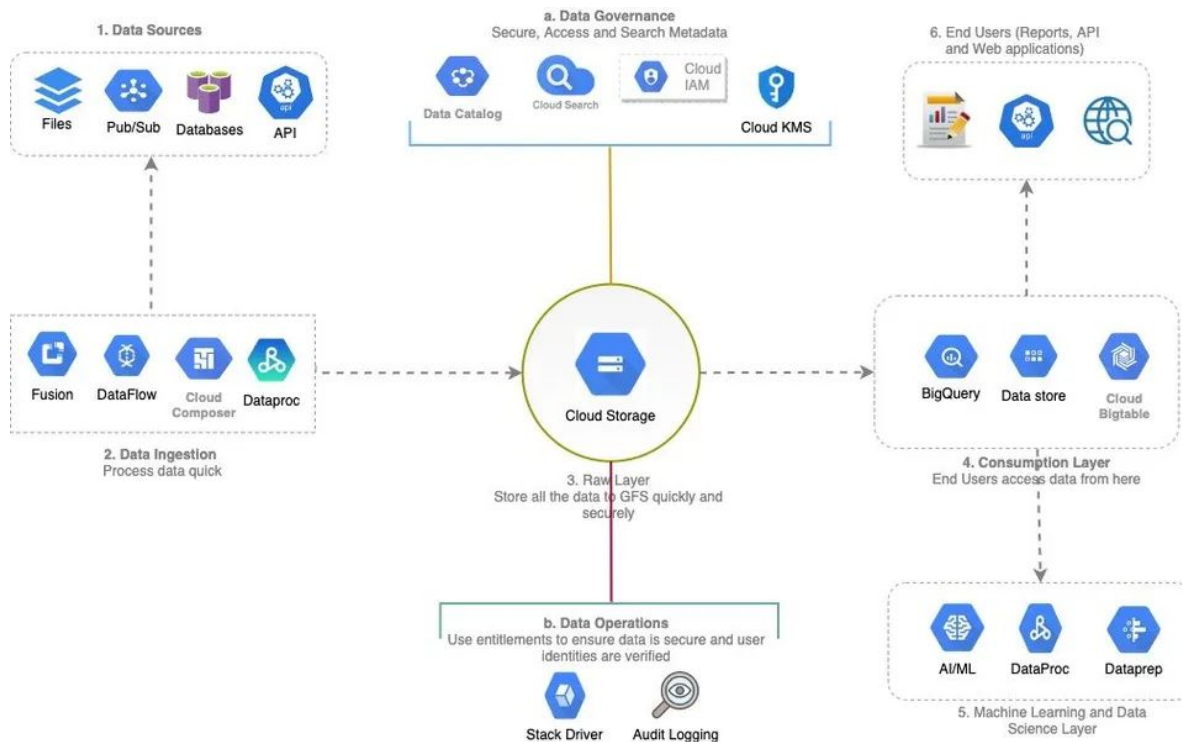 1. Data Sources
Files
Pub/Sub
Databases
api
API
a. Data Governance
Secure, Access and Search Metadata
Data Catalog
Cloud Search
Cloud
IAM
Cloud KMS
6. End Users (Reports, API
and Web applications)
api
Fusion
DataFlow
Cloud
Composer
Dataproc
2. Data Ingestion
Process data quick
Cloud Storage
3. Raw Layer
Store all the data to GFS quickly and
securely
BigQuery
Data store
Cloud
Bigtable
4. Consumption Layer
End Users access data from here
b. Data Operations
Use entitlements to ensure data is secure and user
identities are verified
Stack Driver
Audit Logging
AI/ML
DataProc
Dataprep
5. Machine Learning and Data
Science Layer